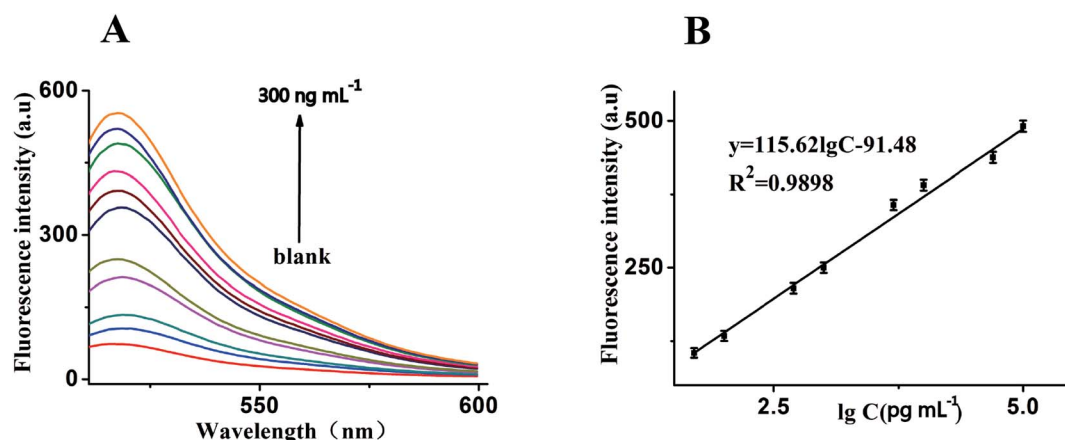 A
600
300
0
Fluorescence intensity (a.u)
300 ng mL⁻¹
blank
550
600
Wavelength（nm）
B
500
250
Fluorescence intensity (a.u)
y=115.62lgC-91.48
R²=0.9898
2.5
5.0
lg C(pg mL⁻¹)